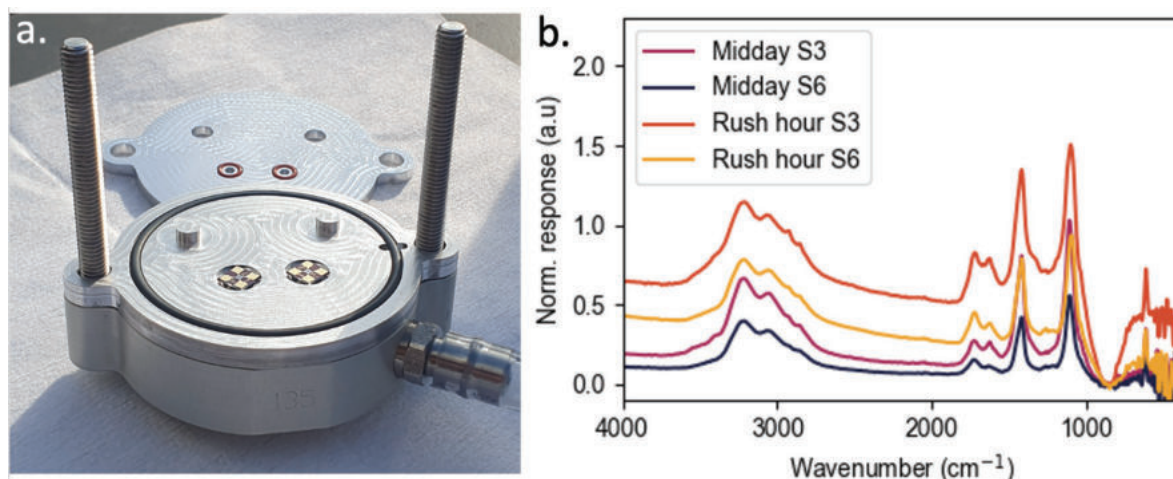 a.
135
b.
Norm. response (a.u)
2.0
1.5
1.0
0.5
0.0
Midday S3
Midday S6
Rush hour S3
Rush hour S6
4000
3000
2000
1000
Wavenumber (cm⁻¹)